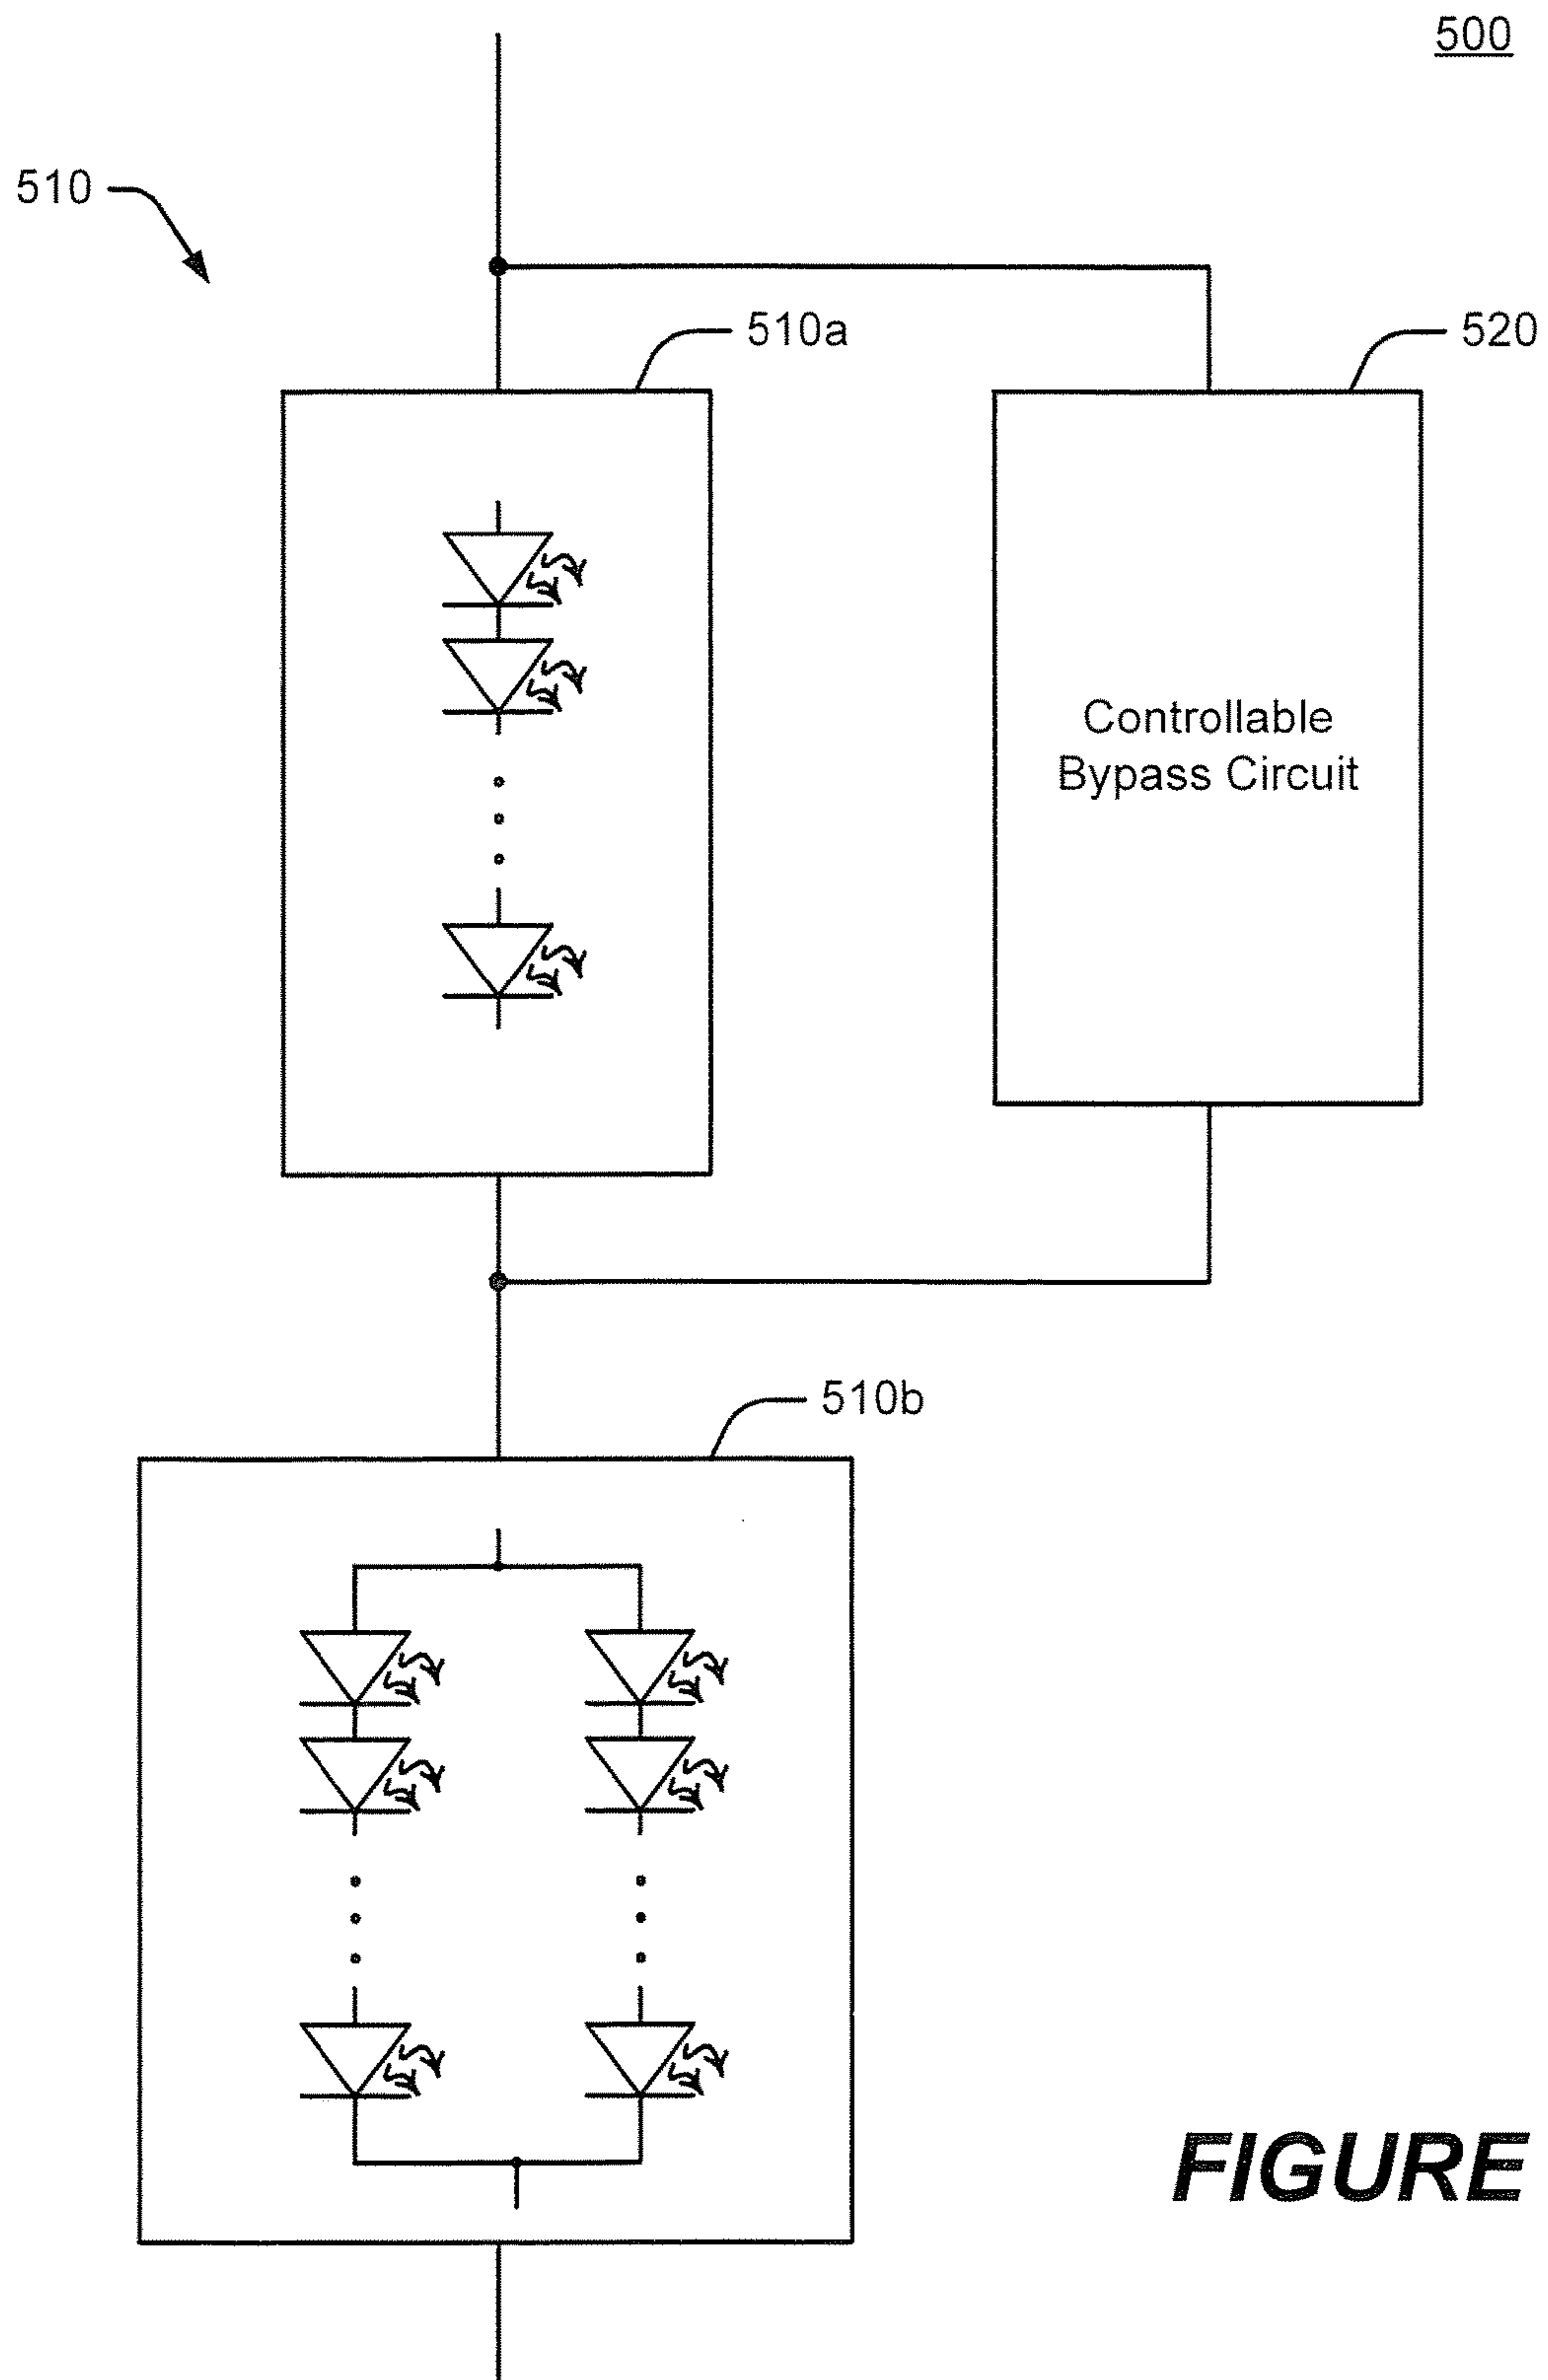 500
510
510a
520
Controllable
Bypass Circuit
510b
FIGURE